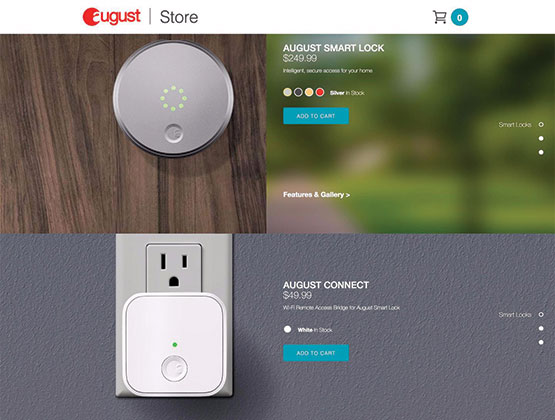 august | Store
0
AUGUST SMART LOCK
$249.99
Intelligent, secure access for your home
Silver In Stock
ADD TO CART
Smart Locks
Features & Gallery >
AUGUST CONNECT
$49.99
Wi-Fi Remote Access Bridge for August Smart Lock
Smart Locks
White In Stock
ADD TO CART